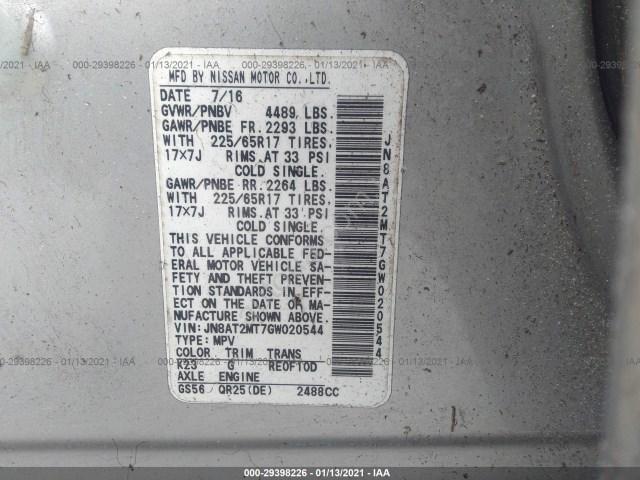 000-29398226 - 01/13/2021 - IAA
MFD BY NISSAN MOTOR CO.,LTD.
DATE 7/16
GVWR/PNBV 4489 LBS.
GAWR/PNBE FR. 2293 LBS.
WITH 225/65R17 TIRES,
17X7J RIMS.AT 33 PSI
COLD SINGLE.
GAWR/PNBE RR. 2264 LBS.
WITH 225/65R17 TIRES,
17X7J RIMS.AT 33 PSI
COLD SINGLE.
THIS VEHICLE CONFORMS
TO ALL APPLICABLE FED-
ERAL MOTOR VEHICLE SA-
FETY AND THEFT PREVEN-
TION STANDARDS IN EFF-
ECT ON THE DATE OF MA-
NUFACTURE SHOWN ABOVE.
VIN: JN8AT2MT7GW020544
TYPE: MPV
COLOR TRIM TRANS
K23 G RE0F10D
AXLE ENGINE
GS56 / QR25(DE) 2488CC
JN8AT2MT7GW020544
000-29398226 - 01/13/2021 - IAA